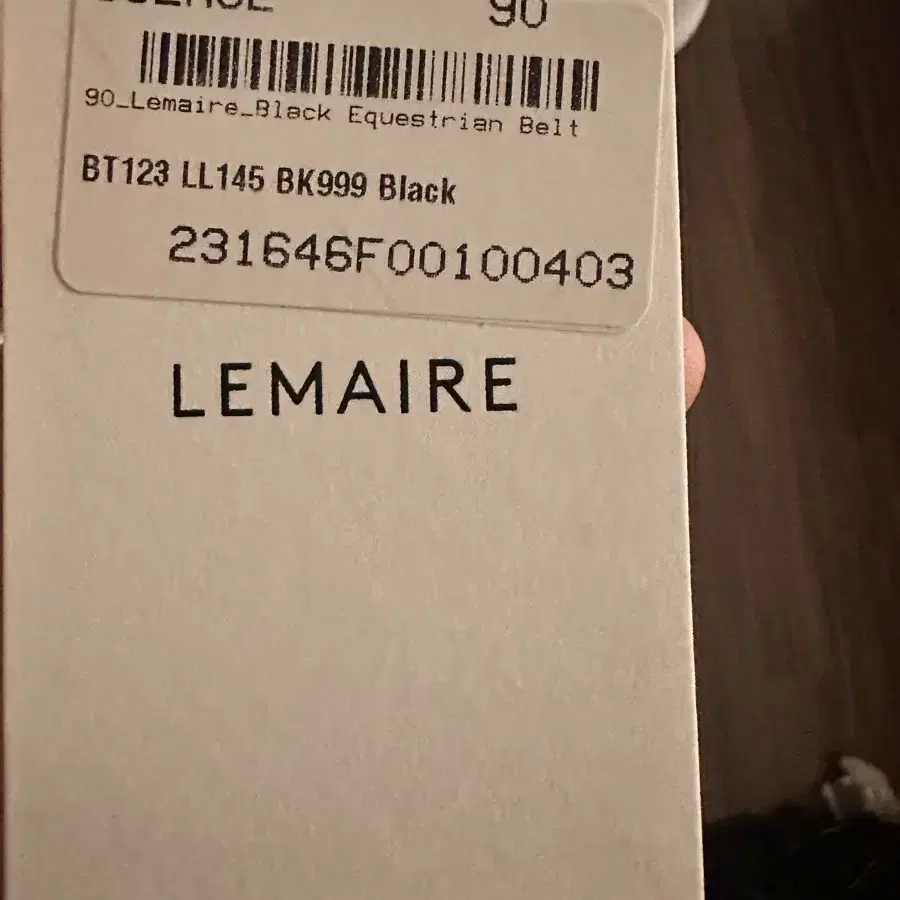 90
90_Lemaire_Black Equestrian Belt
BT123 LL145 BK999 Black
231646F00100403
LEMAIRE